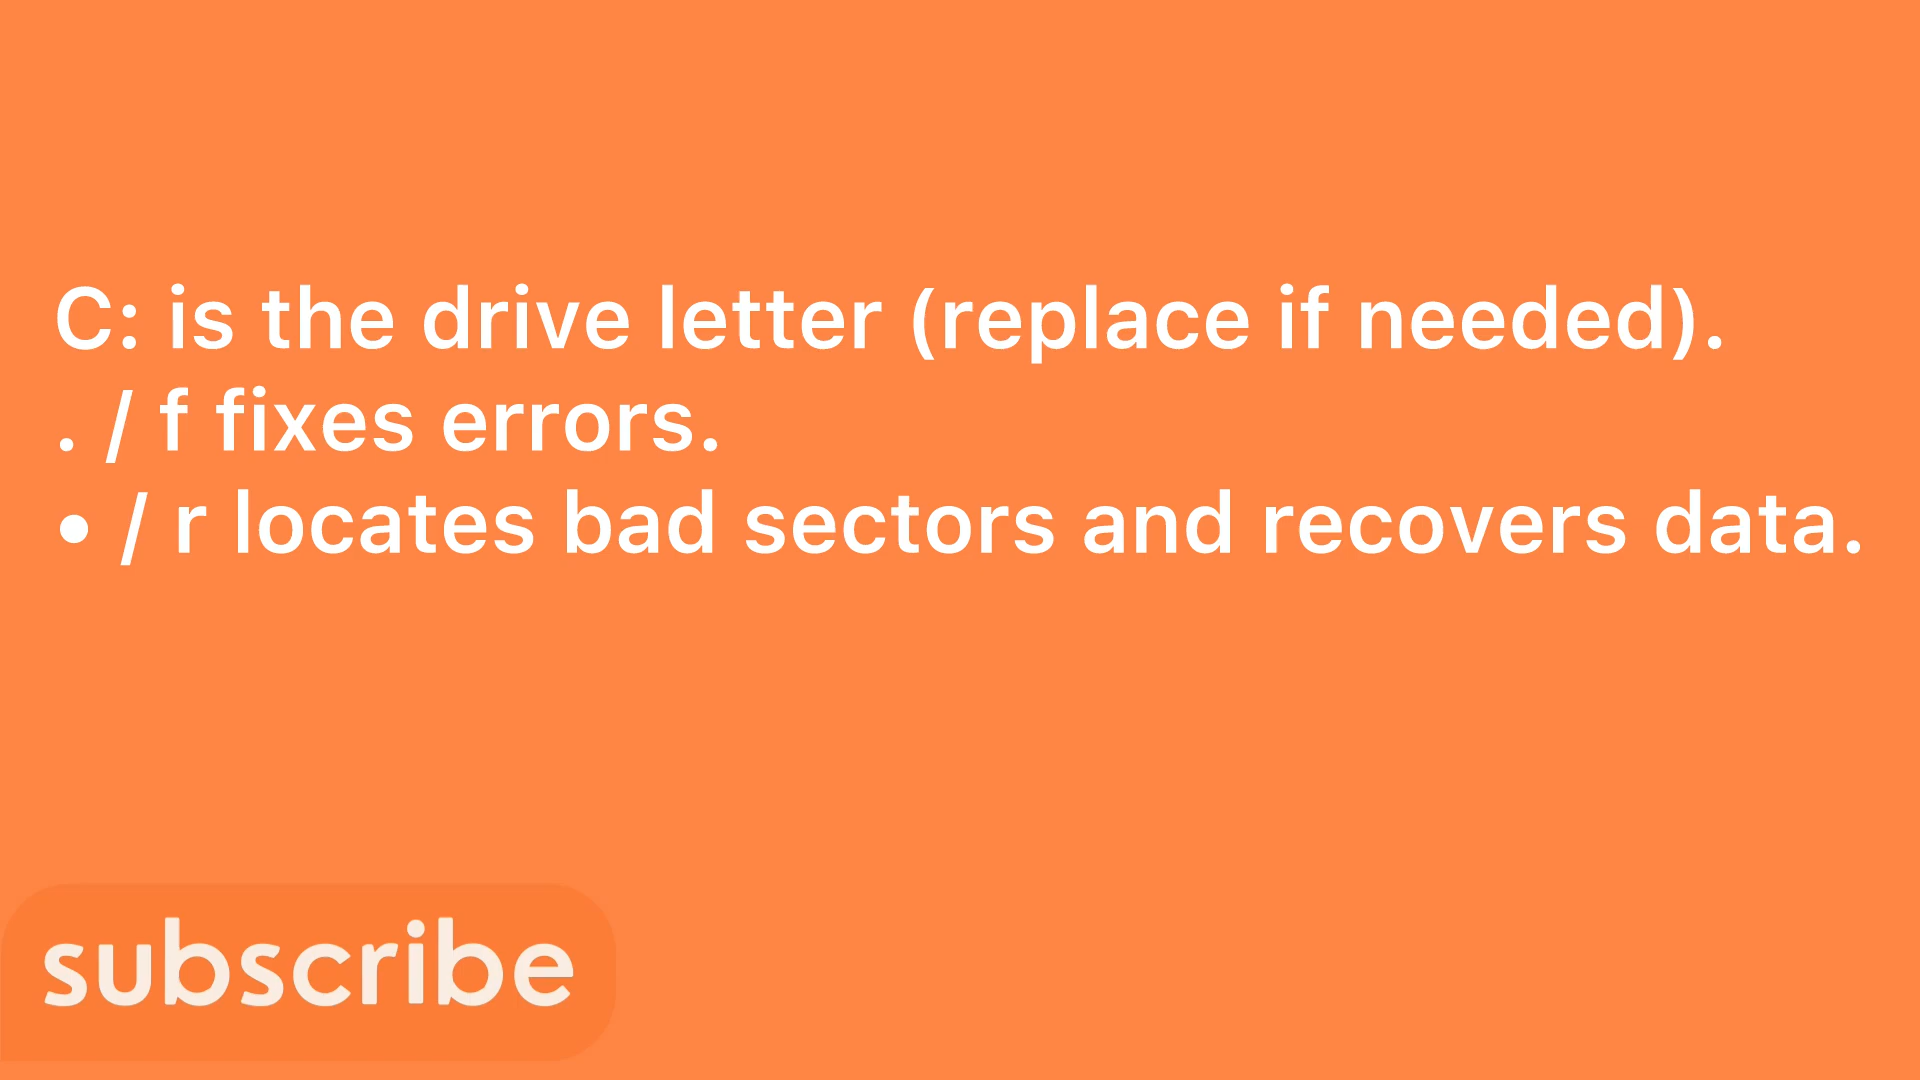 C: is the drive letter (replace if needed).
. / f fixes errors.
• / r locates bad sectors and recovers data.
subscribe